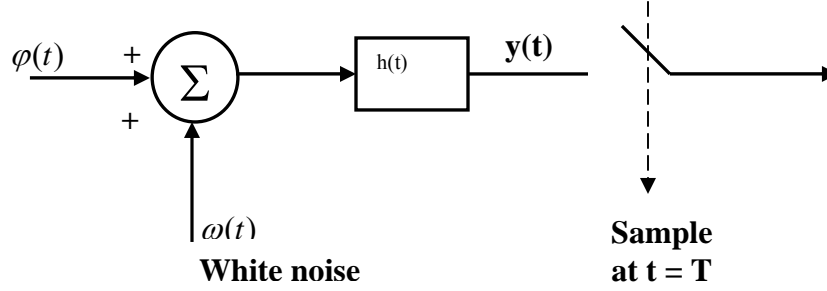 φ(t)
+
+
Σ
h(t)
y(t)
ω(t)
White noise
Sample
at t = T